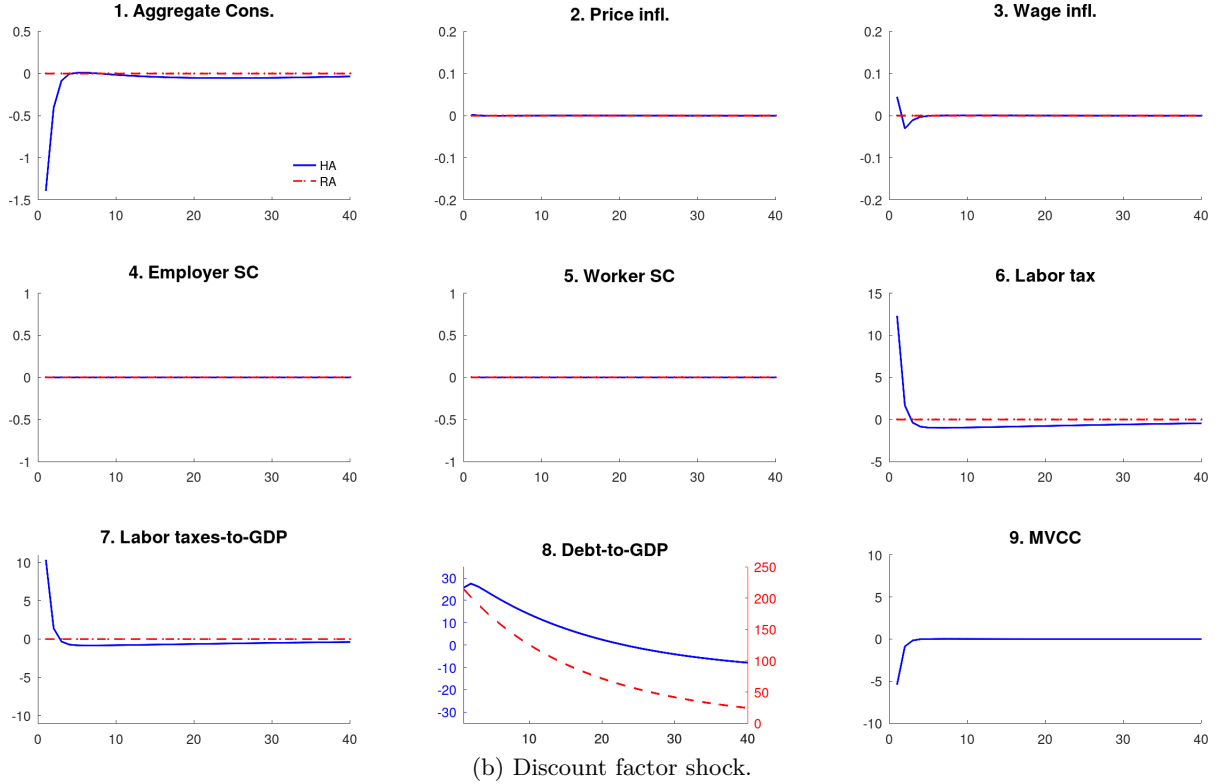 1. Aggregate Cons.
0.5
0
-0.5
-1
-1.5
0 10 20 30 40
HA
RA
2. Price infl.
0.2
0.1
0
-0.1
-0.2
0 10 20 30 40
3. Wage infl.
0.2
0.1
0
-0.1
-0.2
0 10 20 30 40
4. Employer SC
1
0.5
0
-0.5
-1
0 10 20 30 40
5. Worker SC
1
0.5
0
-0.5
-1
0 10 20 30 40
6. Labor tax
15
10
5
0
-5
0 10 20 30 40
7. Labor taxes-to-GDP
10
5
0
-5
-10
0 10 20 30 40
8. Debt-to-GDP
30
20
10
0
-10
-20
-30
250
200
150
100
50
0
0 10 20 30 40
9. MVCC
10
5
0
-5
-10
0 10 20 30 40
(b) Discount factor shock.